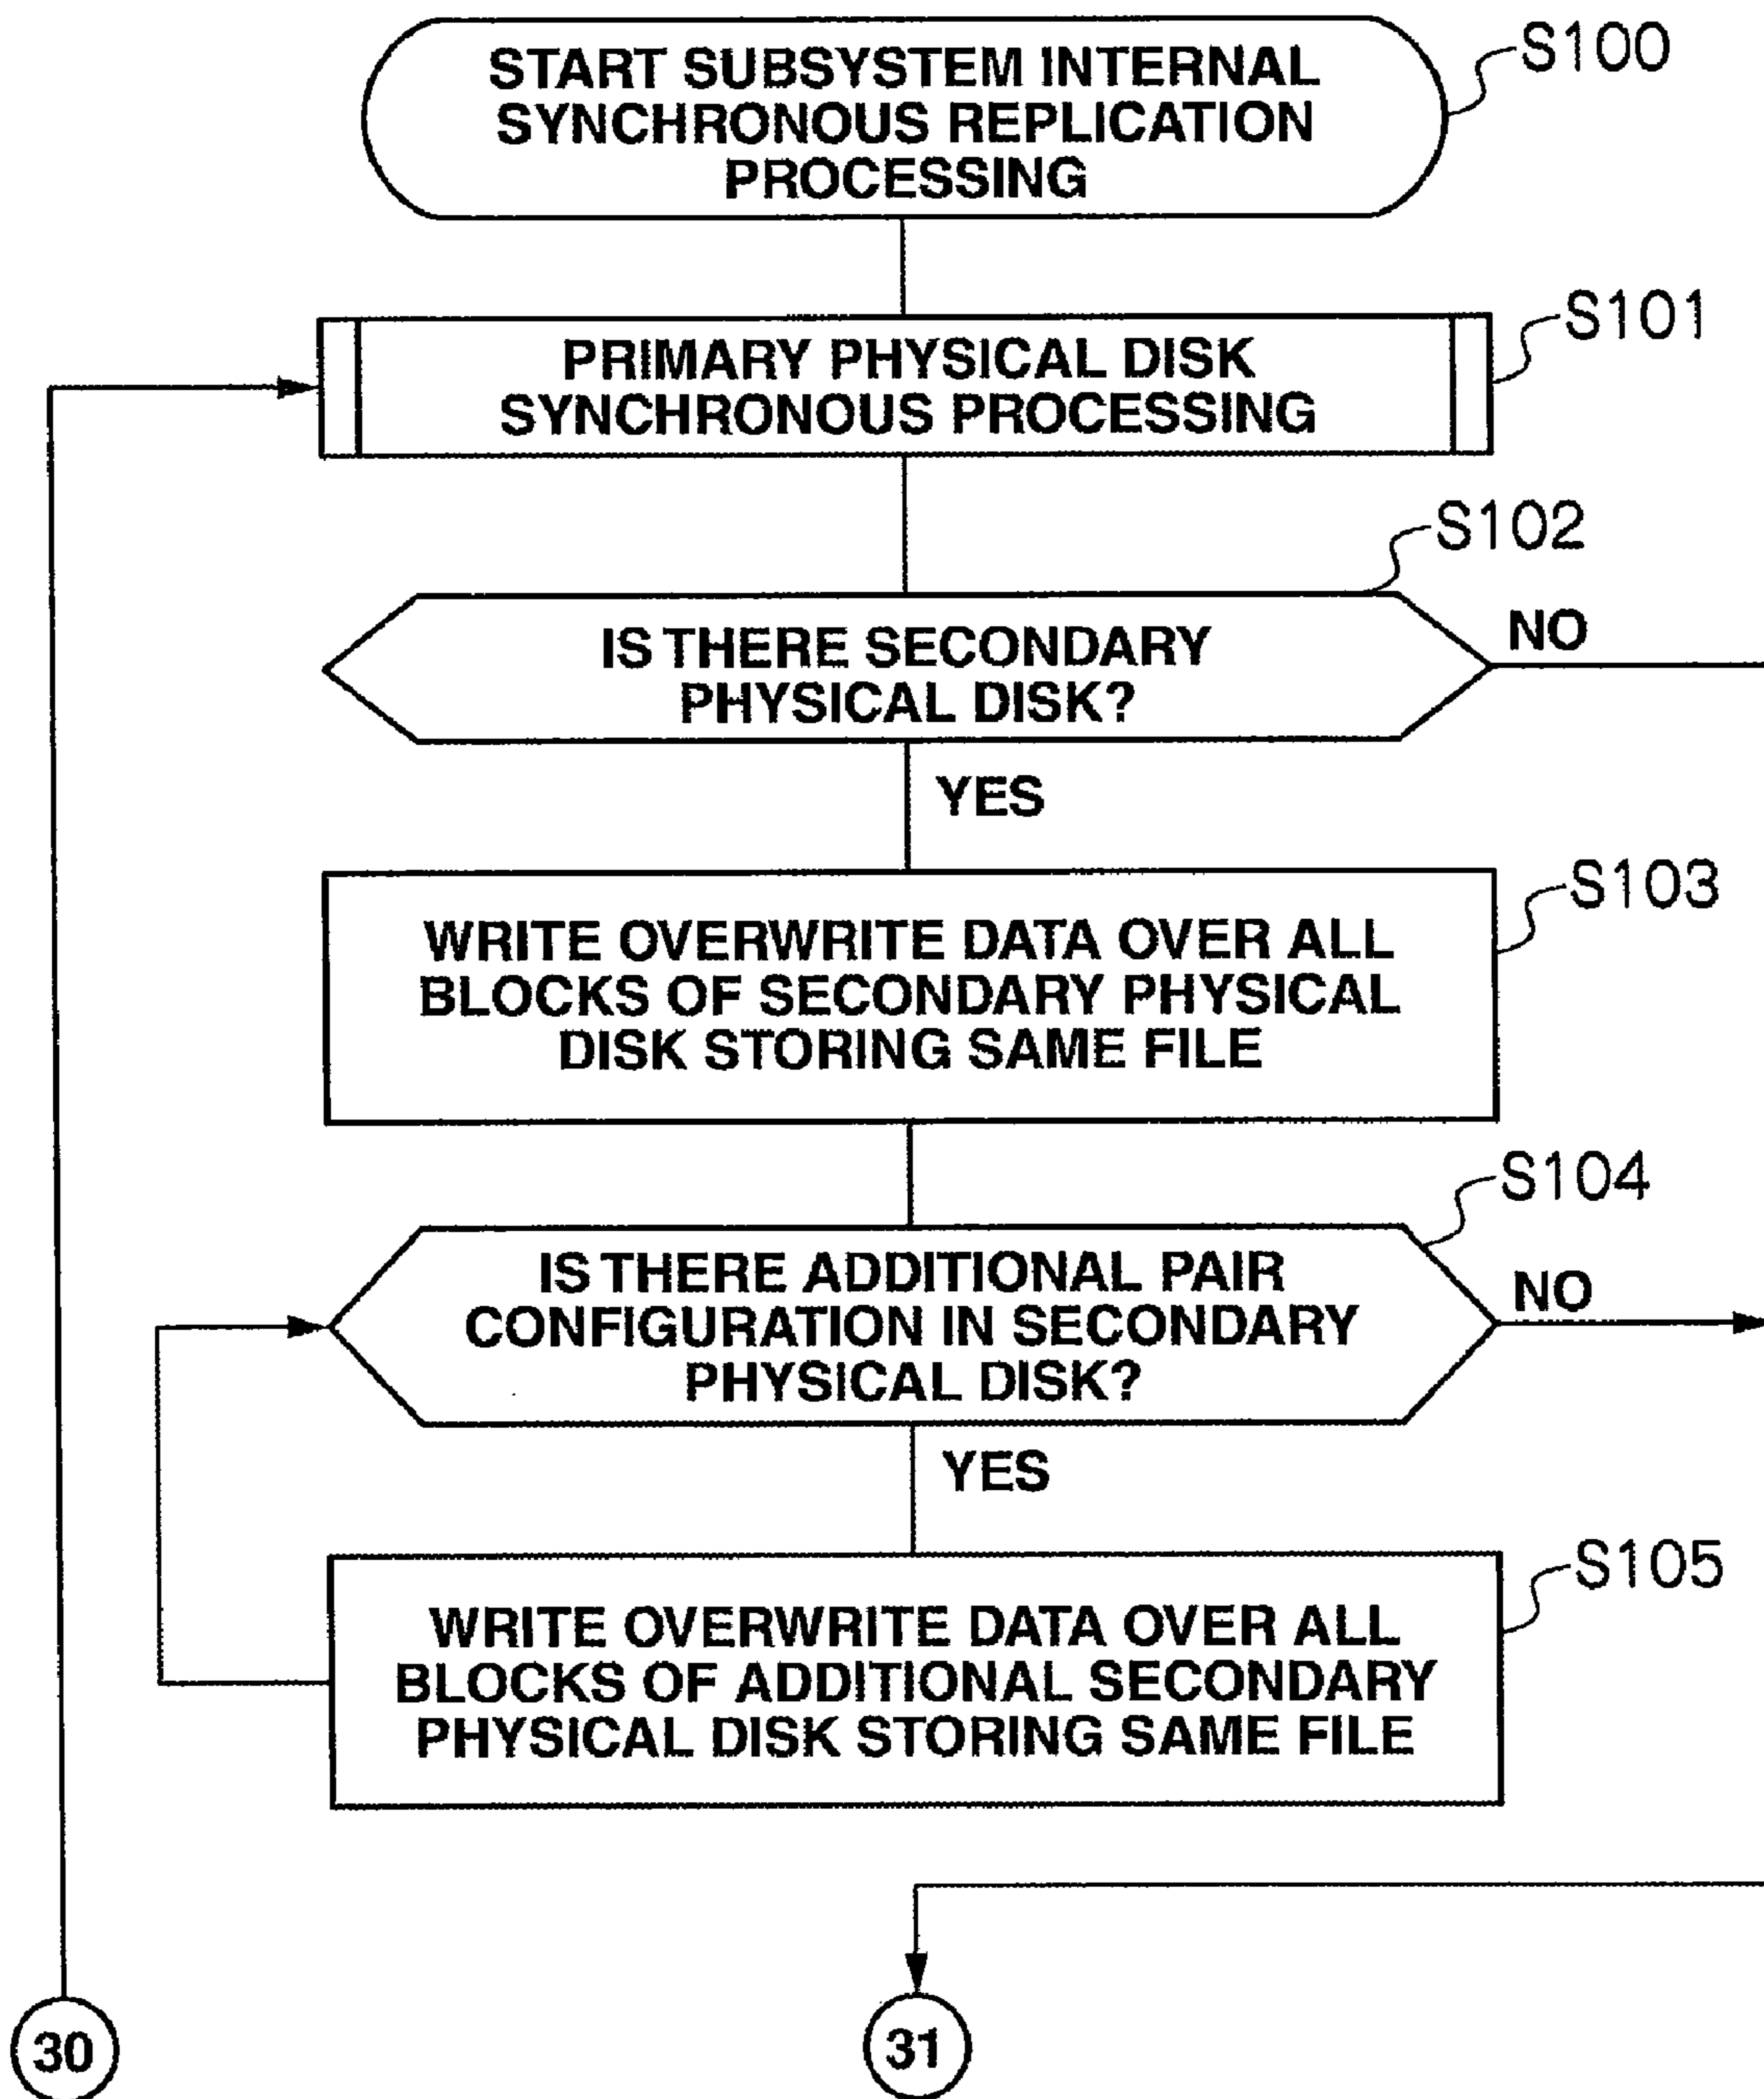 START SUBSYSTEM INTERNAL
SYNCHRONOUS REPLICATION
PROCESSING
S100
PRIMARY PHYSICAL DISK
SYNCHRONOUS PROCESSING
S101
S102
IS THERE SECONDARY
PHYSICAL DISK?
NO
YES
S103
WRITE OVERWRITE DATA OVER ALL
BLOCKS OF SECONDARY PHYSICAL
DISK STORING SAME FILE
S104
IS THERE ADDITIONAL PAIR
CONFIGURATION IN SECONDARY
PHYSICAL DISK?
NO
YES
S105
WRITE OVERWRITE DATA OVER ALL
BLOCKS OF ADDITIONAL SECONDARY
PHYSICAL DISK STORING SAME FILE
30
31